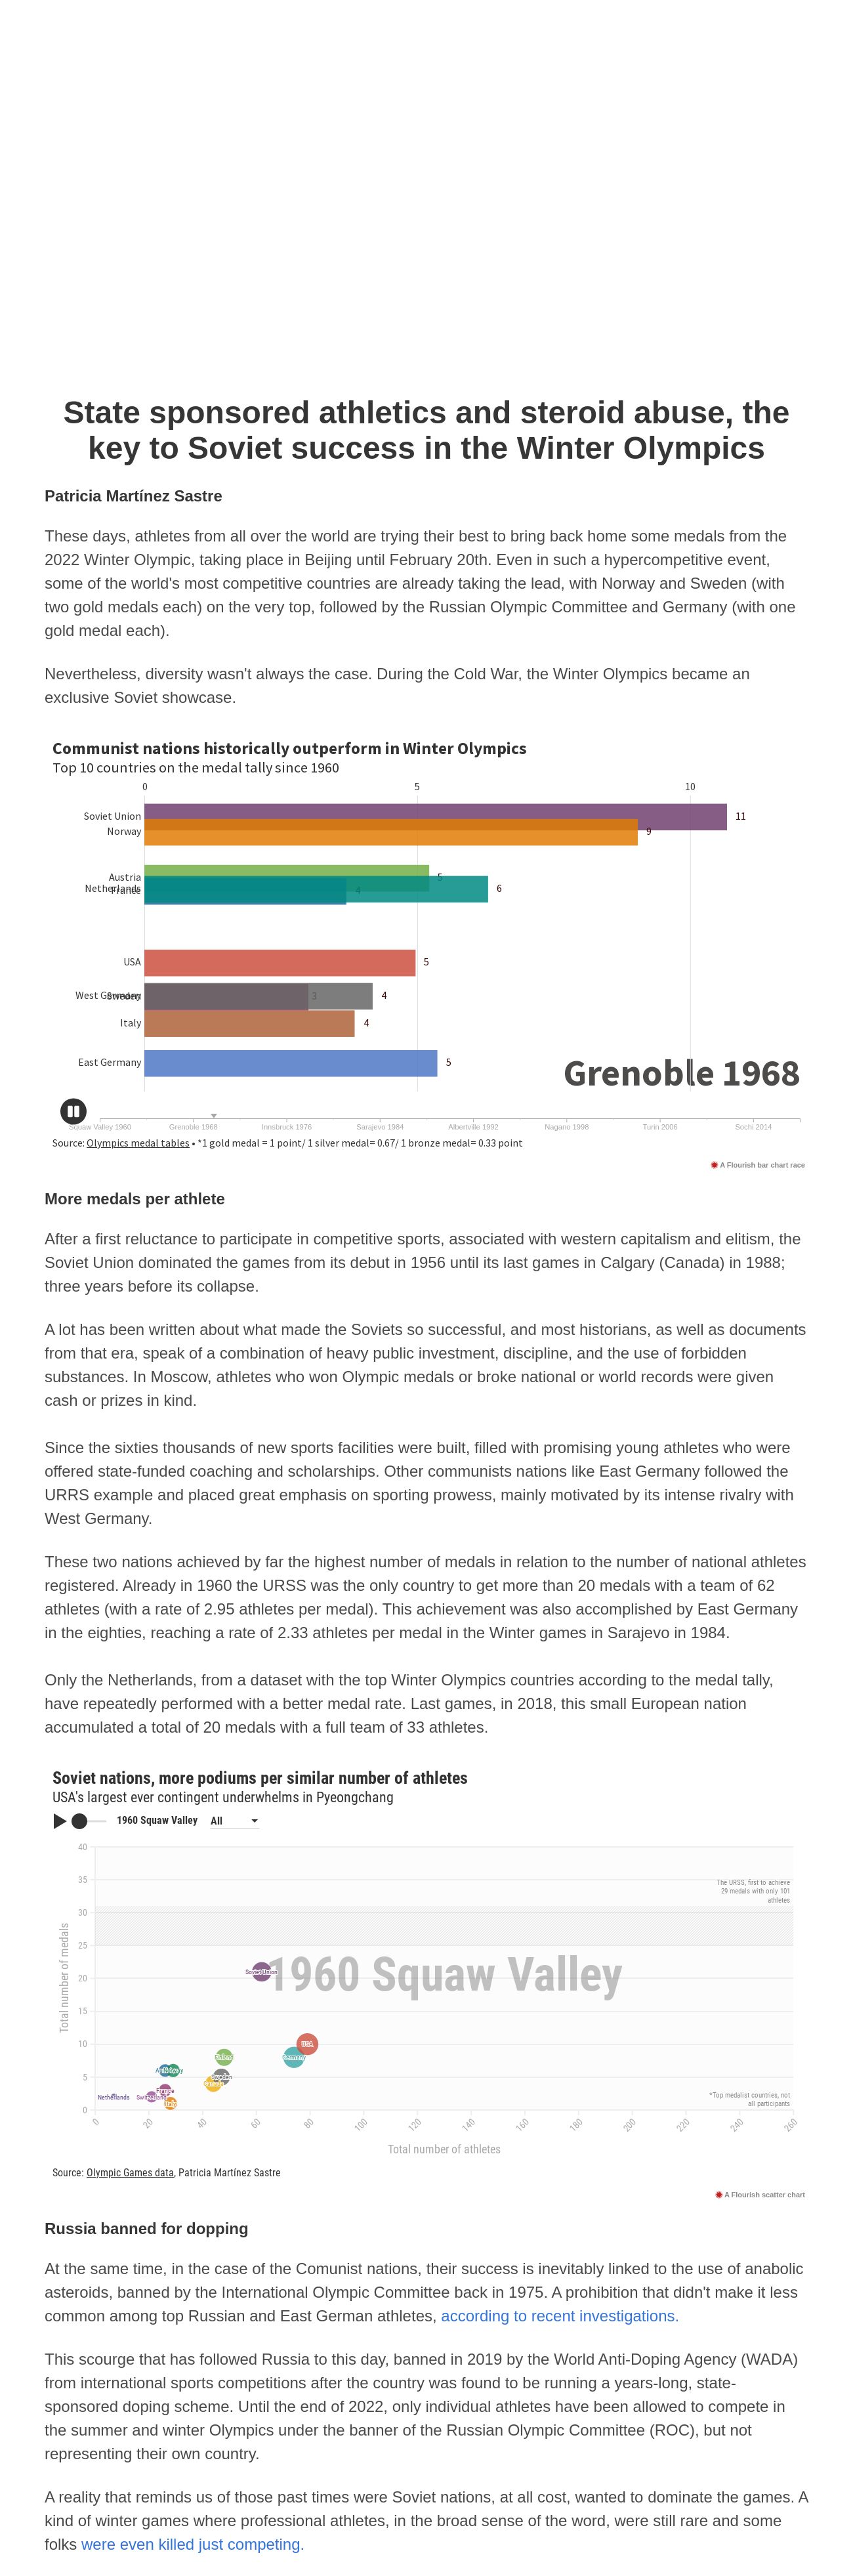 State sponsored athletics and steroid abuse, the
key to Soviet success in the Winter Olympics
Patricia Martínez Sastre
These days, athletes from all over the world are trying their best to bring back home some medals from the
2022 Winter Olympic, taking place in Beijing until February 20th. Even in such a hypercompetitive event,
some of the world's most competitive countries are already taking the lead, with Norway and Sweden (with
two gold medals each) on the very top, followed by the Russian Olympic Committee and Germany (with one
gold medal each).
Nevertheless, diversity wasn't always the case. During the Cold War, the Winter Olympics became an
exclusive Soviet showcase.
Communist nations historically outperform in Winter Olympics
Top 10 countries on the medal tally since 1960
0 5 10
Soviet Union 11
Norway 9
Austria 5
Netherlands 6
France 4
USA 5
West Germany 4
Sweden 3
Italy 4
East Germany 5
Grenoble 1968
Squaw Valley 1960 Grenoble 1968 Innsbruck 1976 Sarajevo 1984 Albertville 1992 Nagano 1998 Turin 2006 Sochi 2014
Source: Olympics medal tables • *1 gold medal = 1 point/ 1 silver medal= 0.67/ 1 bronze medal= 0.33 point
A Flourish bar chart race
More medals per athlete
After a first reluctance to participate in competitive sports, associated with western capitalism and elitism, the
Soviet Union dominated the games from its debut in 1956 until its last games in Calgary (Canada) in 1988;
three years before its collapse.
A lot has been written about what made the Soviets so successful, and most historians, as well as documents
from that era, speak of a combination of heavy public investment, discipline, and the use of forbidden
substances. In Moscow, athletes who won Olympic medals or broke national or world records were given
cash or prizes in kind.
Since the sixties thousands of new sports facilities were built, filled with promising young athletes who were
offered state-funded coaching and scholarships. Other communists nations like East Germany followed the
URRS example and placed great emphasis on sporting prowess, mainly motivated by its intense rivalry with
West Germany.
These two nations achieved by far the highest number of medals in relation to the number of national athletes
registered. Already in 1960 the URSS was the only country to get more than 20 medals with a team of 62
athletes (with a rate of 2.95 athletes per medal). This achievement was also accomplished by East Germany
in the eighties, reaching a rate of 2.33 athletes per medal in the Winter games in Sarajevo in 1984.
Only the Netherlands, from a dataset with the top Winter Olympics countries according to the medal tally,
have repeatedly performed with a better medal rate. Last games, in 2018, this small European nation
accumulated a total of 20 medals with a full team of 33 athletes.
Soviet nations, more podiums per similar number of athletes
USA's largest ever contingent underwhelms in Pyeongchang
1960 Squaw Valley All
40
35
The URSS, first to achieve
29 medals with only 101
athletes
30
25
1960 Squaw Valley
Soviet Union
20
Total number of medals
15
10
USA
Germany
5
Norway
Sweden
Netherlands
Switzerland
France
*Top medalist countries, not
all participants
0
0 20 40 60 80 100 120 140 160 180 200 220 240 260
Total number of athletes
Source: Olympic Games data, Patricia Martínez Sastre
A Flourish scatter chart
Russia banned for dopping
At the same time, in the case of the Comunist nations, their success is inevitably linked to the use of anabolic
asteroids, banned by the International Olympic Committee back in 1975. A prohibition that didn't make it less
common among top Russian and East German athletes, according to recent investigations.
This scourge that has followed Russia to this day, banned in 2019 by the World Anti-Doping Agency (WADA)
from international sports competitions after the country was found to be running a years-long, state-
sponsored doping scheme. Until the end of 2022, only individual athletes have been allowed to compete in
the summer and winter Olympics under the banner of the Russian Olympic Committee (ROC), but not
representing their own country.
A reality that reminds us of those past times were Soviet nations, at all cost, wanted to dominate the games. A
kind of winter games where professional athletes, in the broad sense of the word, were still rare and some
folks were even killed just competing.